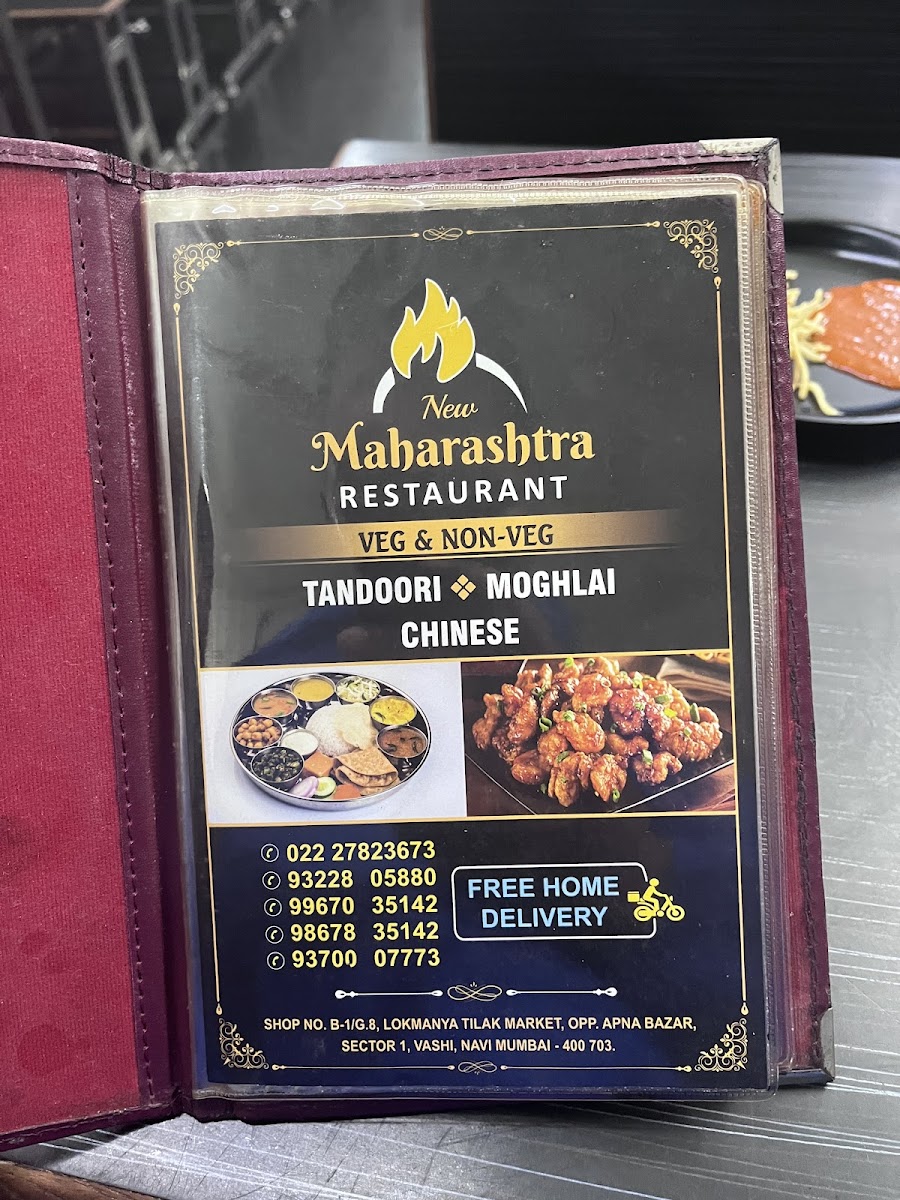 New
Maharashtra
RESTAURANT
VEG & NON-VEG
TANDOORI ❖ MOGHLAI
CHINESE
022 27823673
93228 05880
99670 35142
98678 35142
93700 07773
FREE HOME
DELIVERY
SHOP NO. B-1/G.8, LOKMANYA TILAK MARKET, OPP. APNA BAZAR,
SECTOR 1, VASHI, NAVI MUMBAI - 400 703.